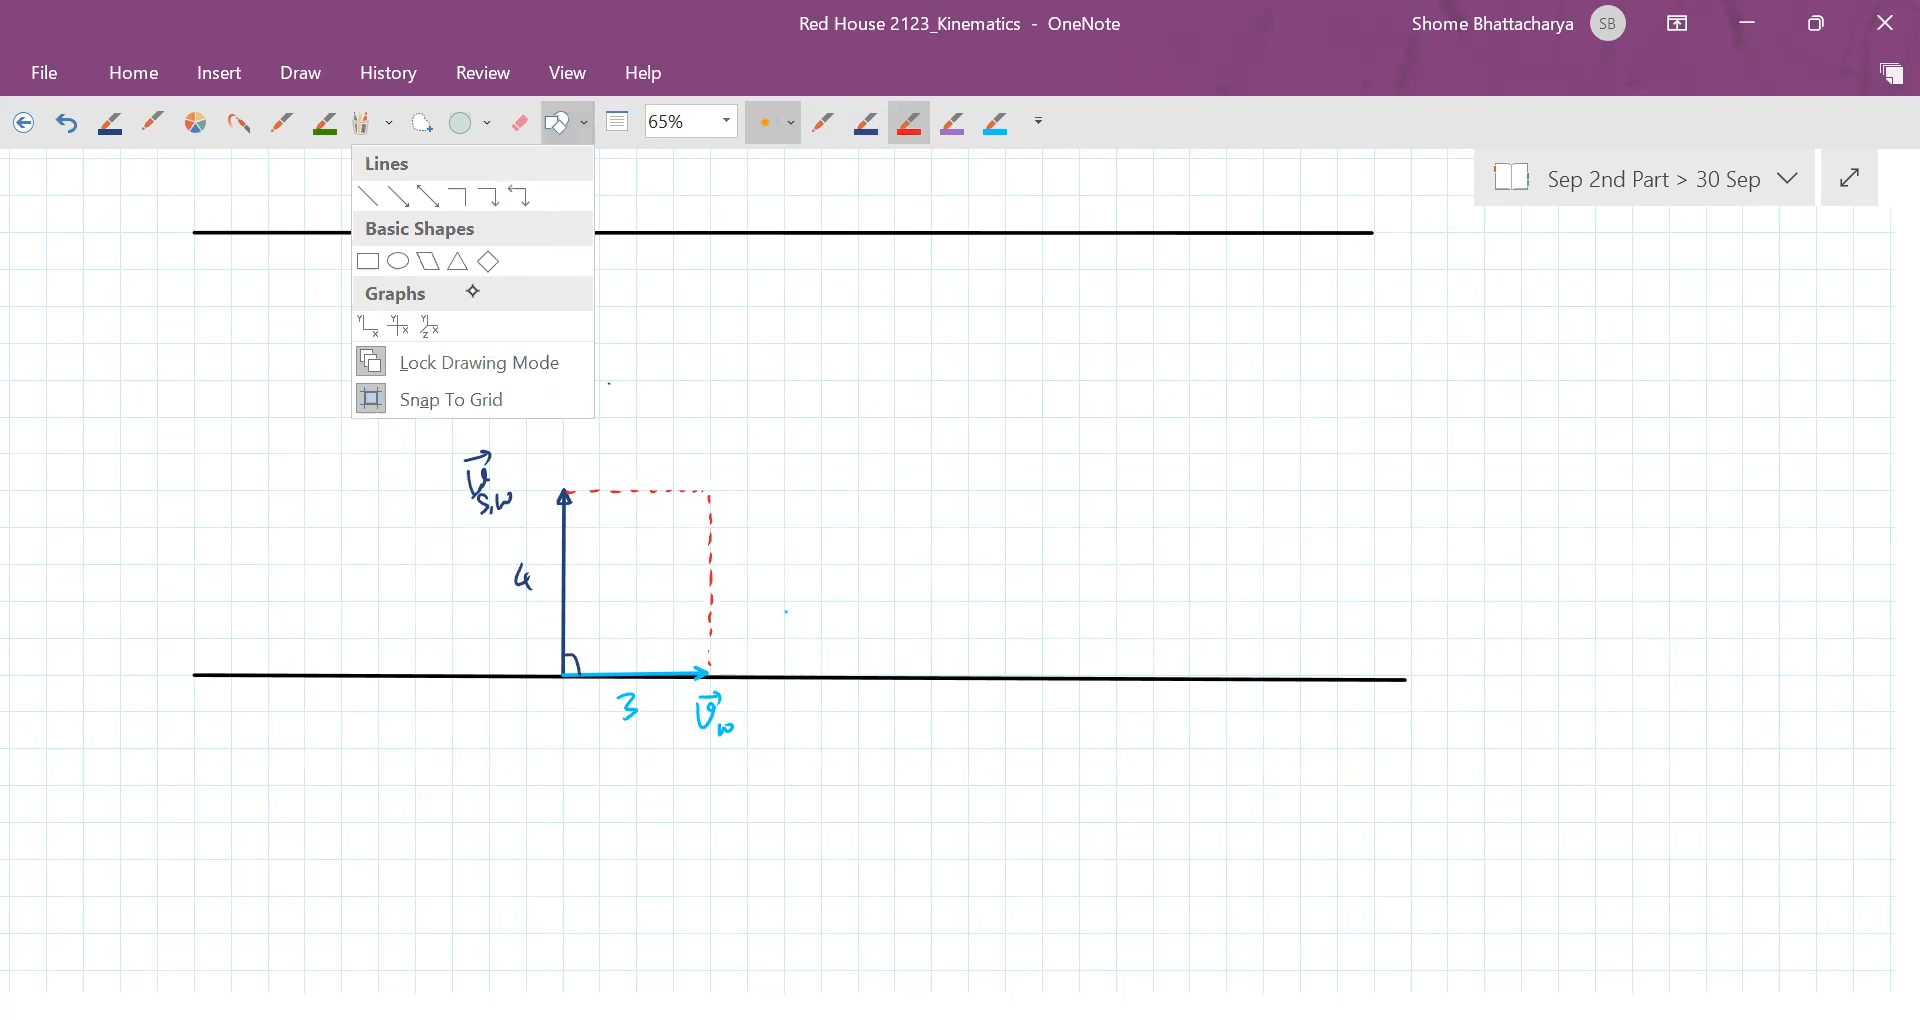 Red House 2123_Kinematics - OneNote
Shome Bhattacharya SB
File Home Insert Draw History Review View Help
65%
Lines
Sep 2nd Part > 30 Sep
Basic Shapes
Graphs
Y X Y X Y X Z
Lock Drawing Mode
Snap To Grid
V s,w
4
3 V w